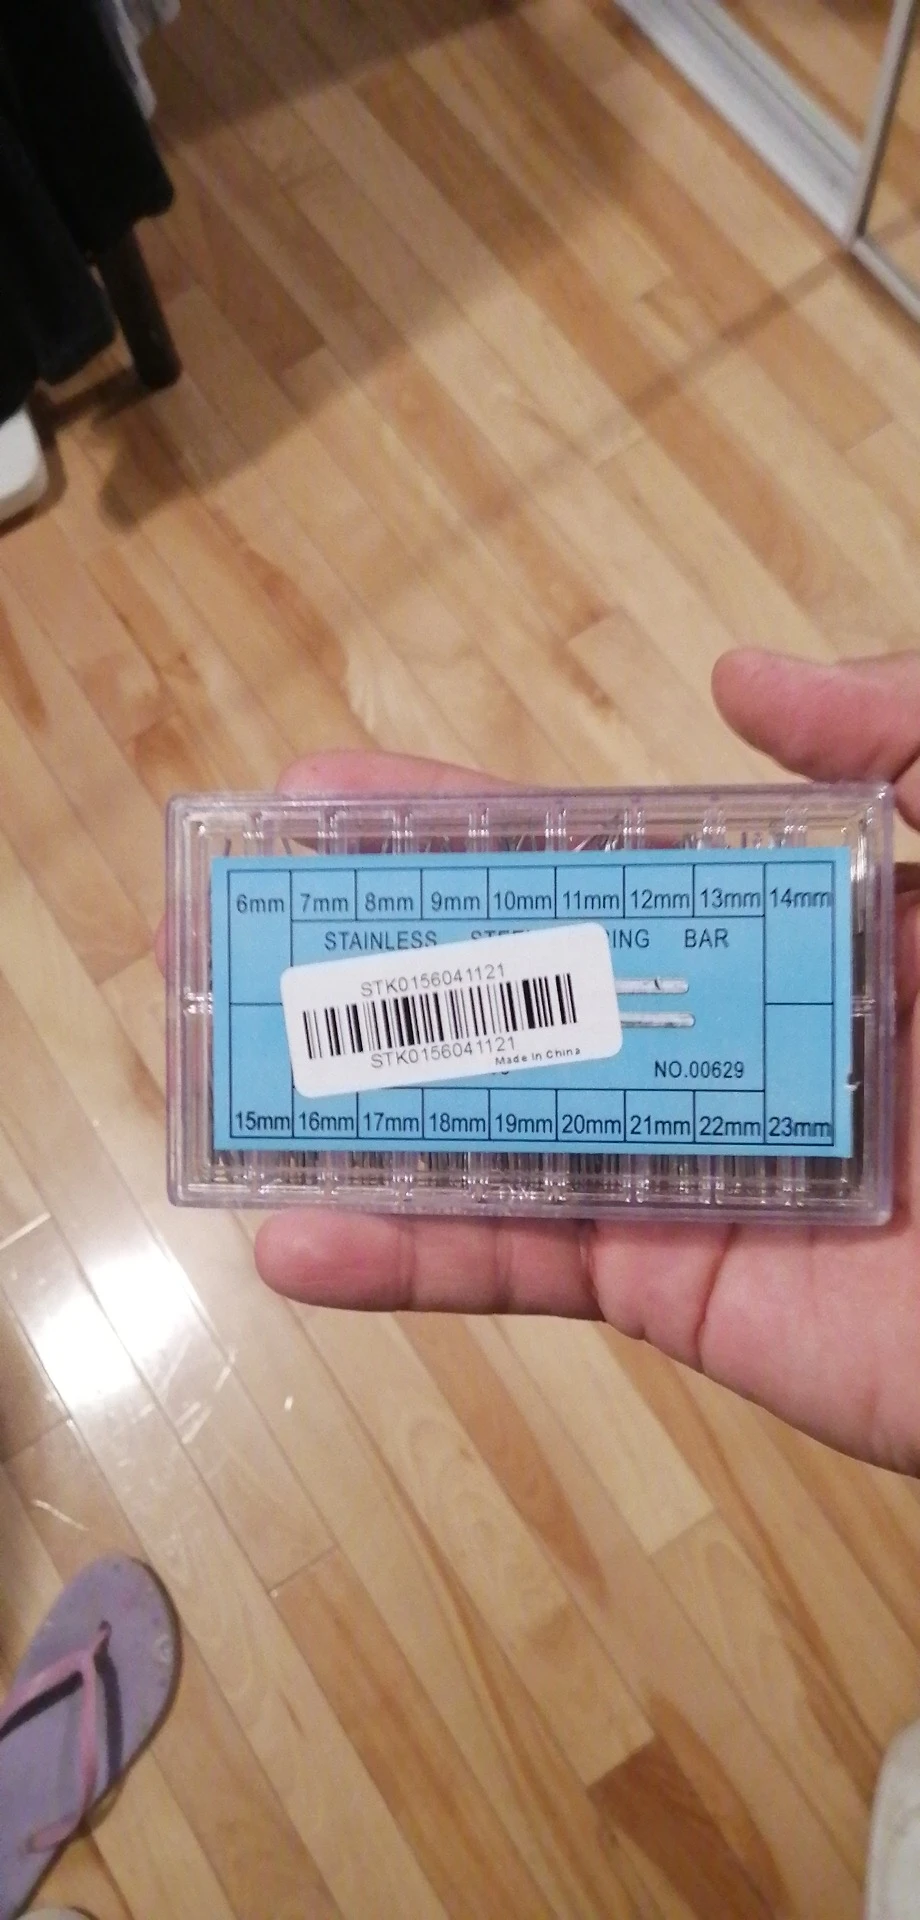 6mm 7mm 8mm 9mm 10mm 11mm 12mm 13mm 14mm
STAINLESS BAR
STK0156041121
STK0156041121
Made in China
NO.00629
15mm 16mm 17mm 18mm 19mm 20mm 21mm 22mm 23mm